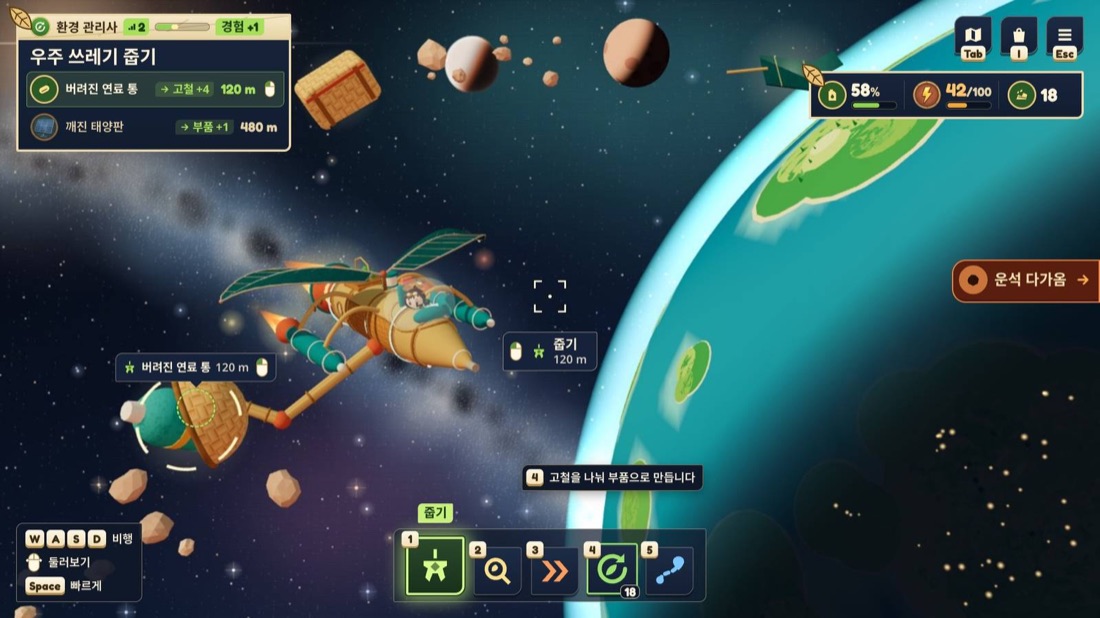 환경 관리사 2 경험 +1
우주 쓰레기 줍기
버려진 연료 통 → 고철 +4 120 m
깨진 태양판 → 부품 +1 480 m
Tab I Esc
58% 42/100 18
운석 다가옴 →
줍기
120 m
버려진 연료 통 120 m
4 고철을 나눠 부품으로 만듭니다
줍기
1 2 3 4 5
18
W A S D 비행
둘러보기
Space 빠르게